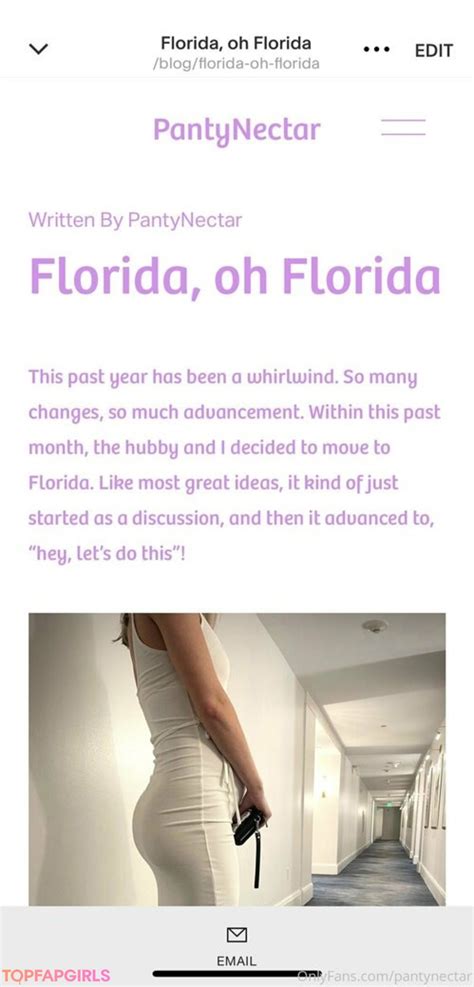 Florida, oh Florida
/blog/florida-oh-florida
EDIT
PantyNectar
Written By PantyNectar
Florida, oh Florida
This past year has been a whirlwind. So many
changes, so much advancement. Within this past
month, the hubby and I decided to move to
Florida. Like most great ideas, it kind of just
started as a discussion, and then it advanced to,
“hey, let’s do this”!
EMAIL
TOPFAPGIRLS
OnlyFans.com/pantynectar